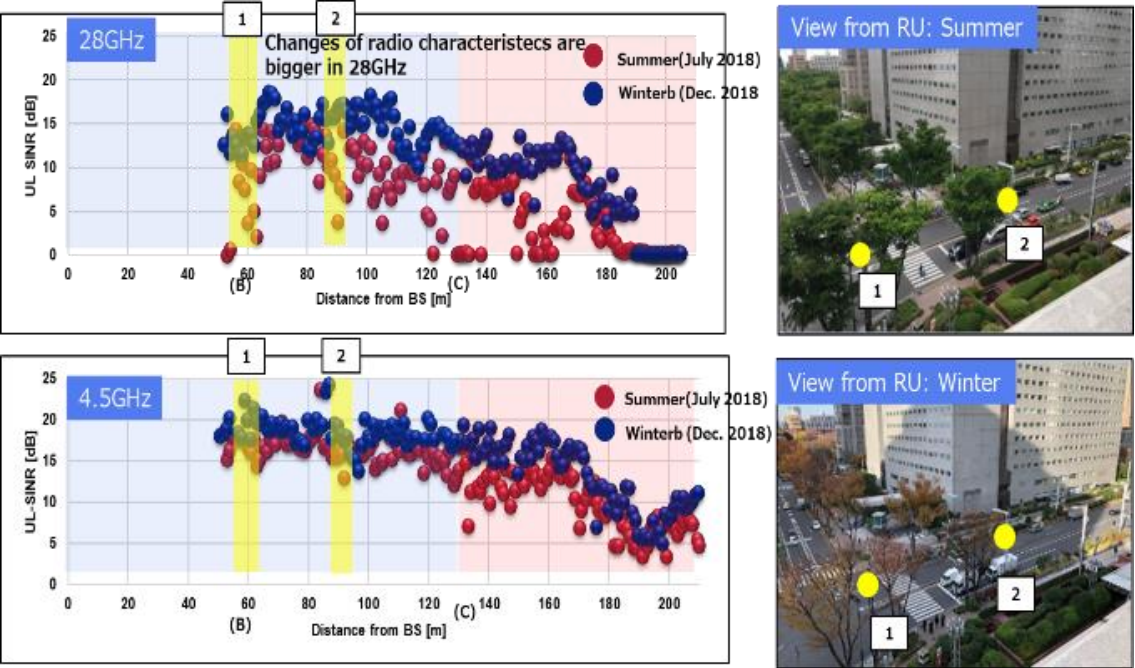 1
2
28GHz
Changes of radio characteristecs are
bigger in 28GHz
Summer(July 2018)
Winterb (Dec. 2018
UL SINR [dB]
25
20
15
10
5
0
0 20 40 60 80 100 120 140 160 180 200
(B)
(C)
Distance from BS [m]
View from RU: Summer
1
2
1
2
4.5GHz
Summer(July 2018)
Winterb (Dec. 2018)
UL-SINR [dB]
25
20
15
10
5
0
0 20 40 60 80 100 120 140 160 180 200
(B)
(C)
Distance from BS [m]
View from RU: Winter
1
2